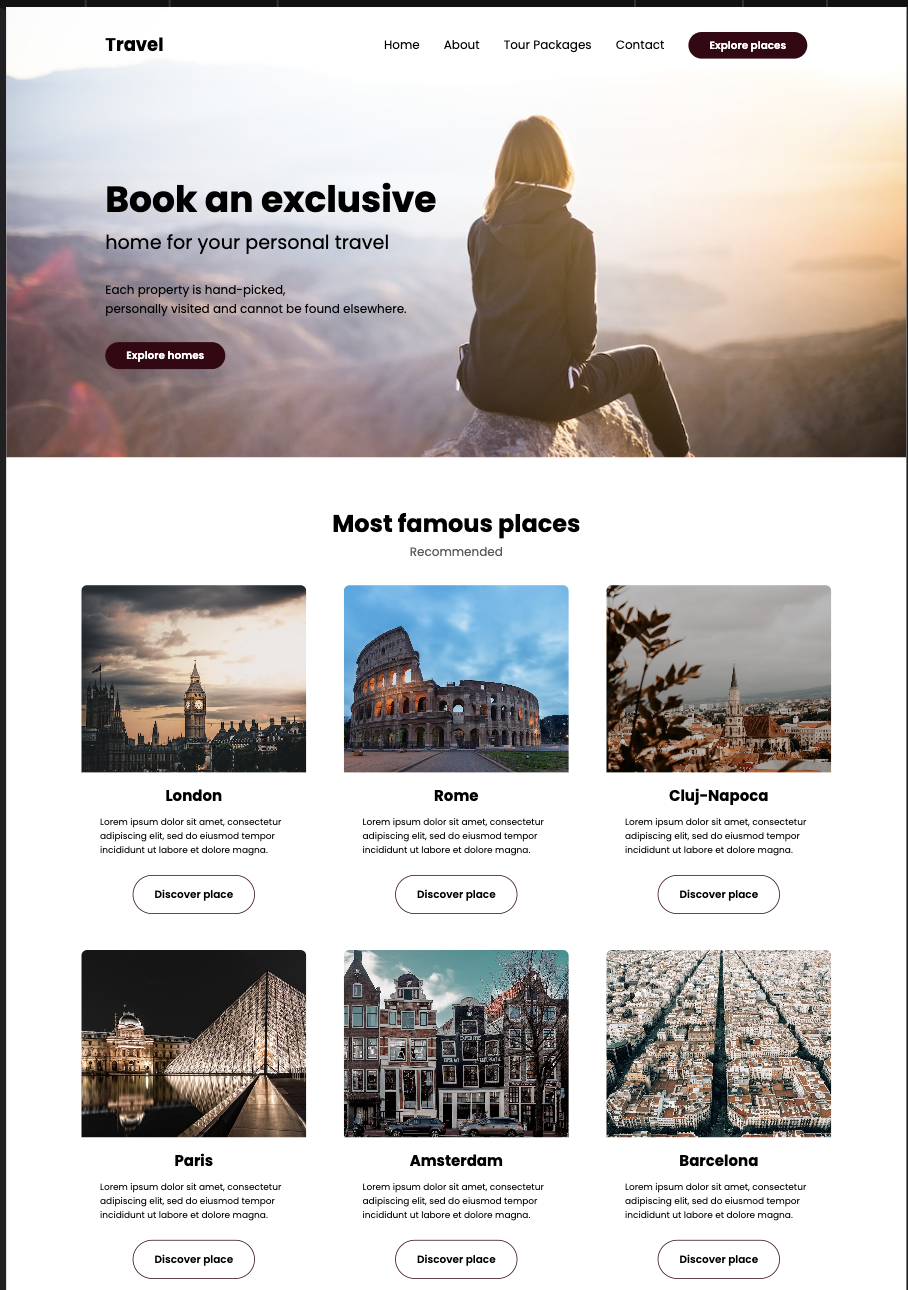 Travel
Home
About
Tour Packages
Contact
Explore places
Book an exclusive
home for your personal travel
Each property is hand-picked,
personally visited and cannot be found elsewhere.
Explore homes
Most famous places
Recommended
London
Lorem ipsum dolor sit amet, consectetur
adipiscing elit, sed do eiusmod tempor
incididunt ut labore et dolore magna.
Discover place
Rome
Lorem ipsum dolor sit amet, consectetur
adipiscing elit, sed do eiusmod tempor
incididunt ut labore et dolore magna.
Discover place
Cluj-Napoca
Lorem ipsum dolor sit amet, consectetur
adipiscing elit, sed do eiusmod tempor
incididunt ut labore et dolore magna.
Discover place
Paris
Lorem ipsum dolor sit amet, consectetur
adipiscing elit, sed do eiusmod tempor
incididunt ut labore et dolore magna.
Discover place
Amsterdam
Lorem ipsum dolor sit amet, consectetur
adipiscing elit, sed do eiusmod tempor
incididunt ut labore et dolore magna.
Discover place
Barcelona
Lorem ipsum dolor sit amet, consectetur
adipiscing elit, sed do eiusmod tempor
incididunt ut labore et dolore magna.
Discover place